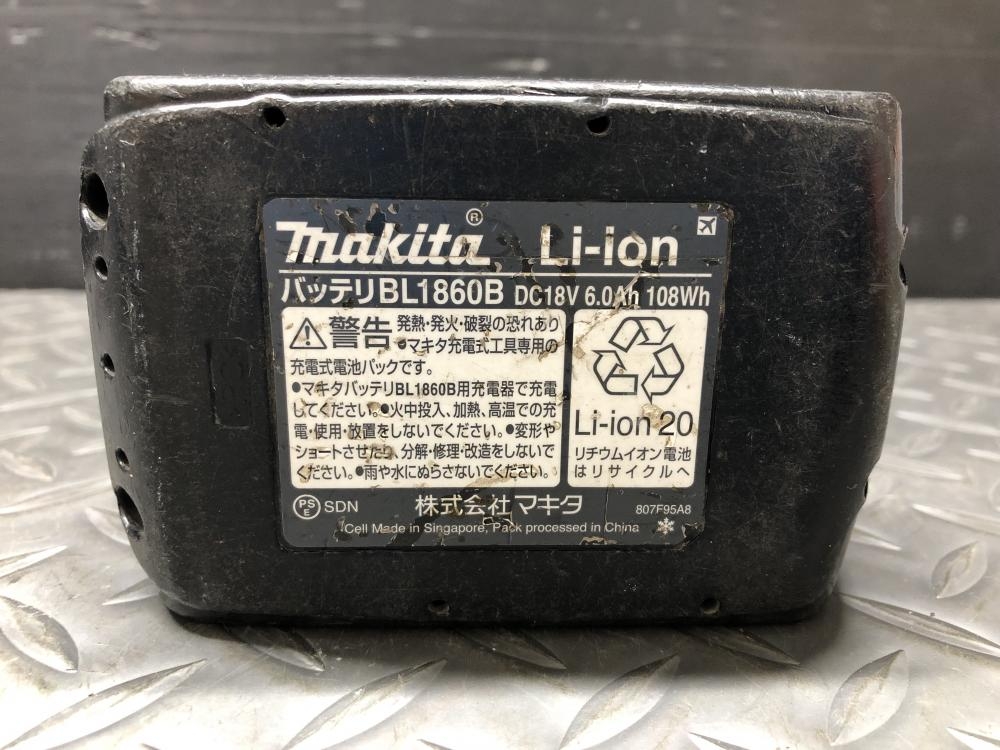 makita® Li-ion
バッテリBL1860B DC18V 6.0Ah 108Wh
警告 発熱・発火・破裂の恐れあり
●マキタ充電式工具専用の
充電式電池パックです。
●マキタバッテリBL1860B用充電器で充電
してください。●火中投入、加熱、高温での充
電・使用・放置をしないでください。●変形や
ショートさせたり、分解・修理・改造をしないで
ください。●雨や水にぬらさないでください。
Li-ion 20
リチウムイオン電池
はリサイクルへ
PSE SDN 株式会社 マキタ 807F95A8
Cell Made in Singapore, Pack processed in China